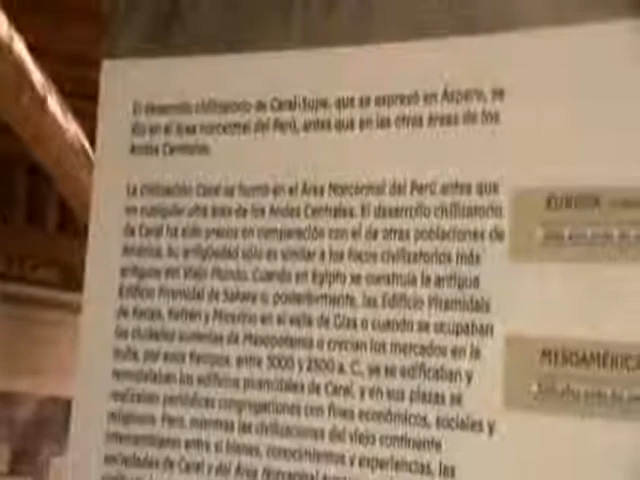 El desarrollo civilizatorio de Caral-Supe, que se expresó en Áspero, se
dio en el Área norcentral del Perú, antes que en las otras áreas de los
Andes Centrales.
La civilización Caral se formó en el Área Norcentral del Perú antes que
en cualquier otra área de los Andes Centrales. El desarrollo civilizatorio
de Caral ha sido precoz en comparación con el de otras poblaciones de
América. Su antigüedad sólo es similar a los focos civilizatorios más
antiguos del Viejo Mundo. Cuando en Egipto se construía la antigua
Edificio Piramidal de Sakara o, posteriormente, las Edificio Piramidals
de Keops, Kefrén y Micerino en el valle de Giza o cuando se ocupaban
las ciudades sumerias de Mesopotamia o crecían los mercados en la
India, por esos tiempos, entre 3000 y 2500 a. C., ya se edificaban y
remodelaban los edificios piramidales de Caral, y en sus plazas se
realizaban periódicas congregaciones con fines económicos, sociales y
religiosos. Pero, mientras las civilizaciones del viejo continente
intercambiaron entre sí bienes, conocimientos y experiencias, las
sociedades de Caral y del Área Norcentral
EUROPA
MESOAMÉRICA